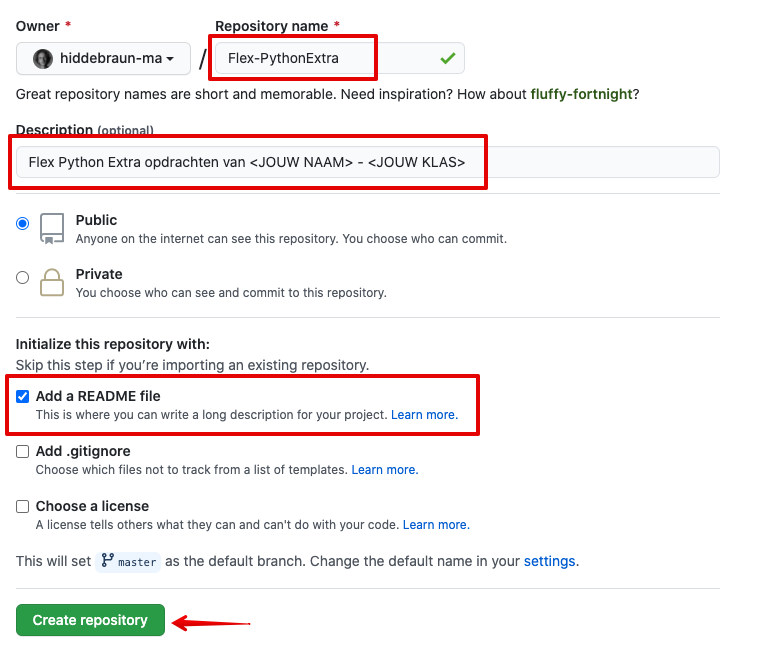 Owner * Repository name *
hiddebraun-ma / Flex-PythonExtra
Great repository names are short and memorable. Need inspiration? How about fluffy-fortnight?
Description (optional)
Flex Python Extra opdrachten van <JOUW NAAM> - <JOUW KLAS>
Public
Anyone on the internet can see this repository. You choose who can commit.
Private
You choose who can see and commit to this repository.
Initialize this repository with:
Skip this step if you're importing an existing repository.
Add a README file
This is where you can write a long description for your project. Learn more.
Add .gitignore
Choose which files not to track from a list of templates. Learn more.
Choose a license
A license tells others what they can and can't do with your code. Learn more.
This will set master as the default branch. Change the default name in your settings.
Create repository